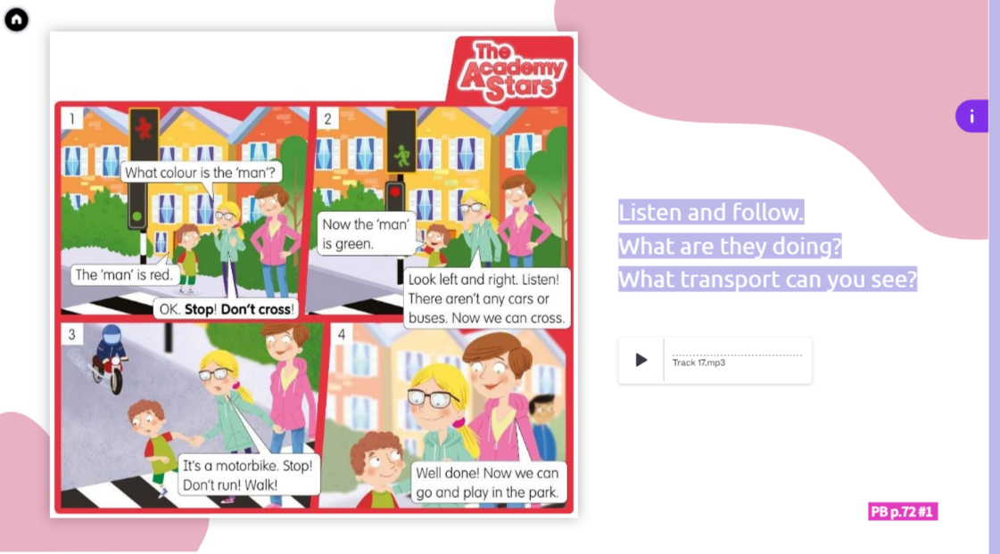 The
Academy
Stars
1
What colour is the 'man'?
The 'man' is red.
OK. Stop! Don't cross!
2
Now the 'man'
is green.
Look left and right. Listen!
There aren't any cars or
buses. Now we can cross.
3
It's a motorbike. Stop!
Don't run! Walk!
4
Well done! Now we can
go and play in the park.
i
Listen and follow.
What are they doing?
What transport can you see?
Track 17.mp3
PB p.72 #1